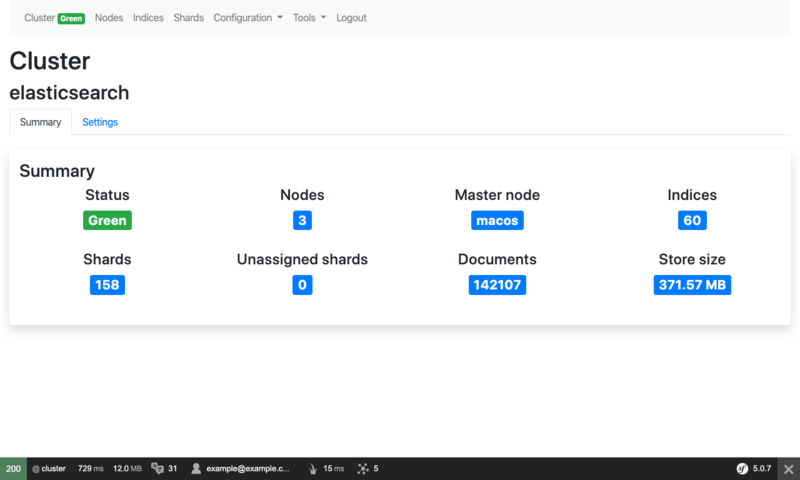 Cluster Green Nodes Indices Shards Configuration Tools Logout
Cluster
elasticsearch
Summary Settings
Summary
Status Nodes Master node Indices
Green 3 macos 60
Shards Unassigned shards Documents Store size
158 0 142107 371.57 MB
200 @ cluster 729 ms 12.0 MB 31 example@example.c... 15 ms 5 sf 5.0.7